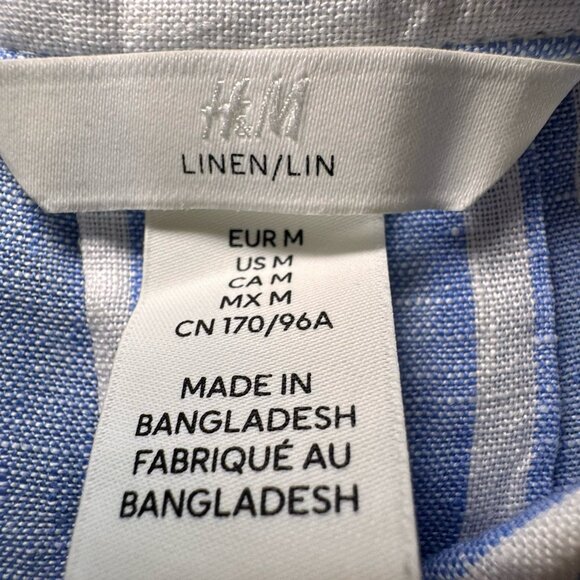 H&M
LINEN/LIN
EUR M
US M
CA M
MX M
CN 170/96A
MADE IN
BANGLADESH
FABRIQUÉ AU
BANGLADESH